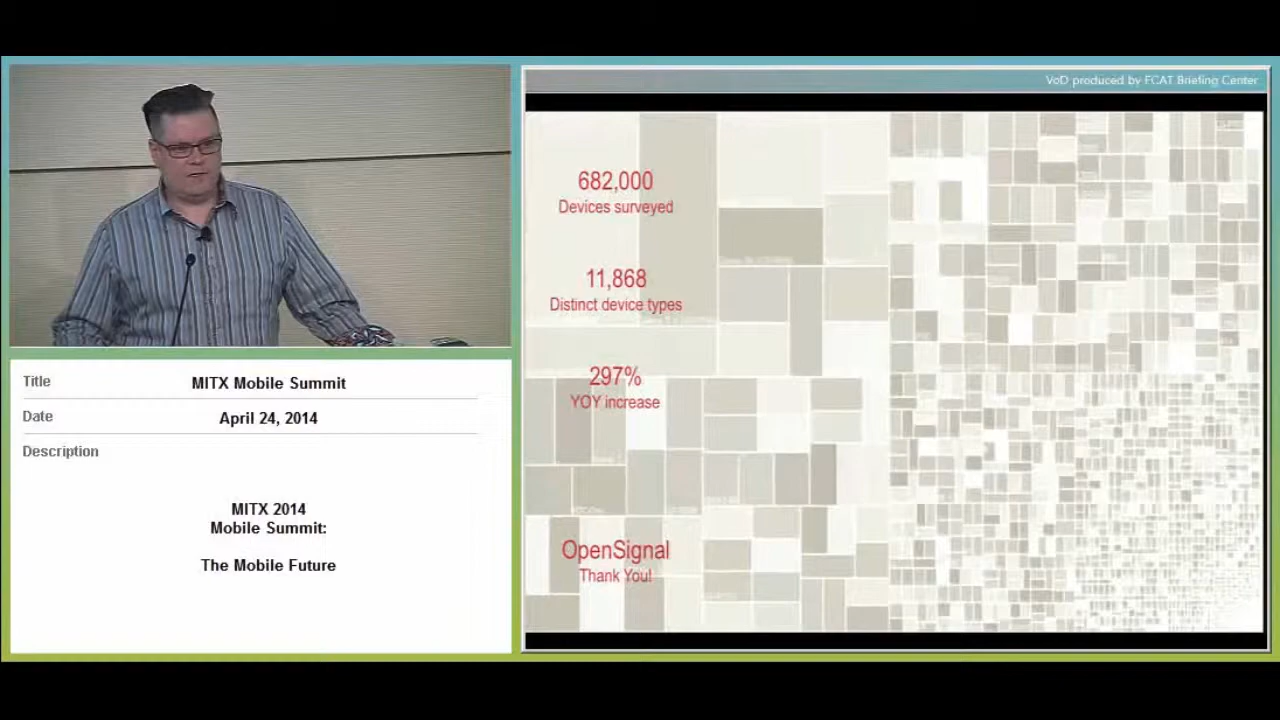 VoD produced by FCAT Briefing Center
682,000
Devices surveyed
11,868
Distinct device types
297%
YOY increase
OpenSignal
Thank You!
Title
MITX Mobile Summit
Date
April 24, 2014
Description
MITX 2014
Mobile Summit:
The Mobile Future